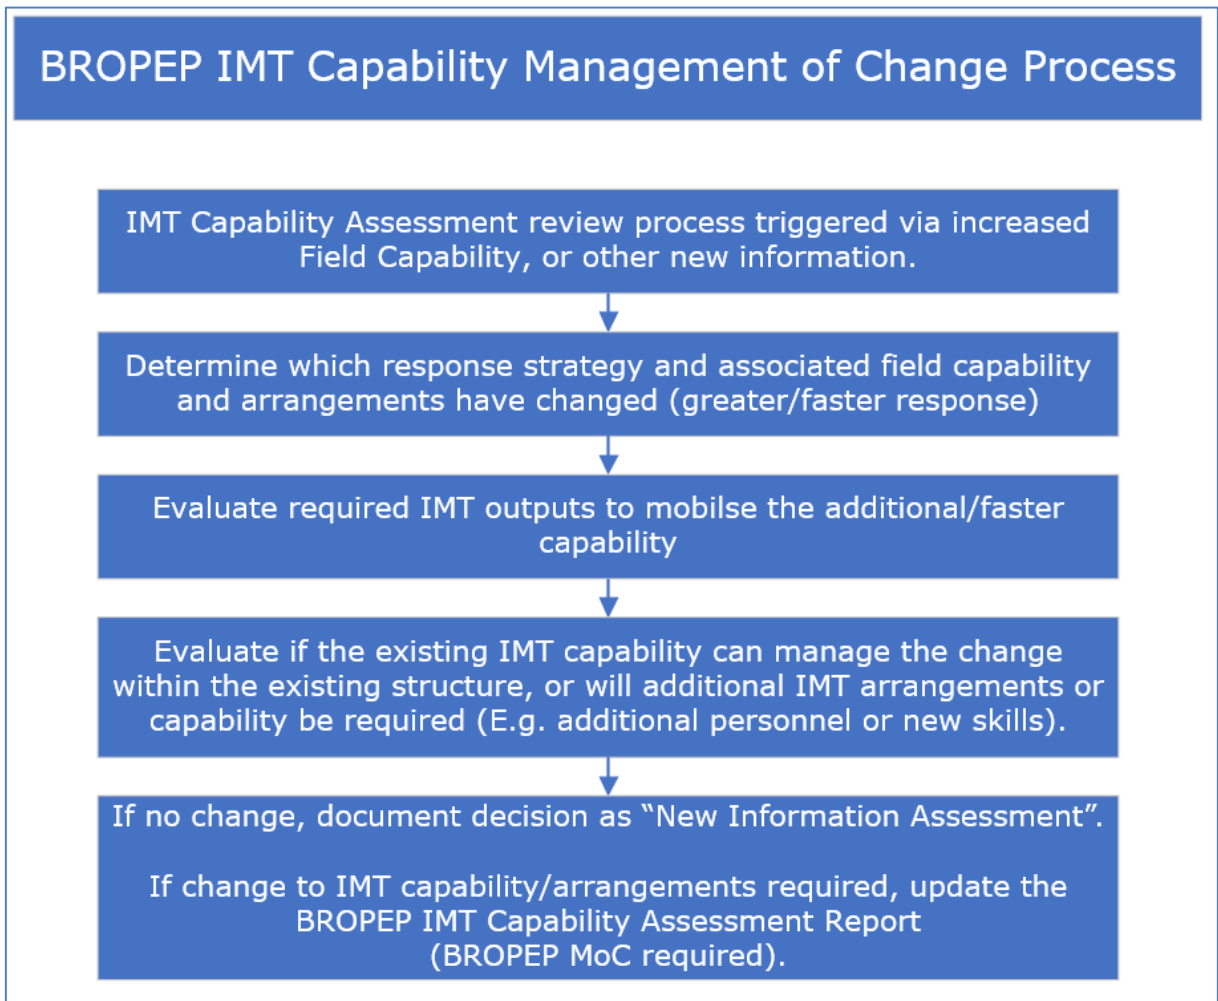 BROPEP IMT Capability Management of Change Process
IMT Capability Assessment review process triggered via increased
Field Capability, or other new information.
Determine which response strategy and associated field capability
and arrangements have changed (greater/faster response)
Evaluate required IMT outputs to mobilse the additional/faster
capability
Evaluate if the existing IMT capability can manage the change
within the existing structure, or will additional IMT arrangements or
capability be required (E.g. additional personnel or new skills).
If no change, document decision as “New Information Assessment”.
If change to IMT capability/arrangements required, update the
BROPEP IMT Capability Assessment Report
(BROPEP MoC required).